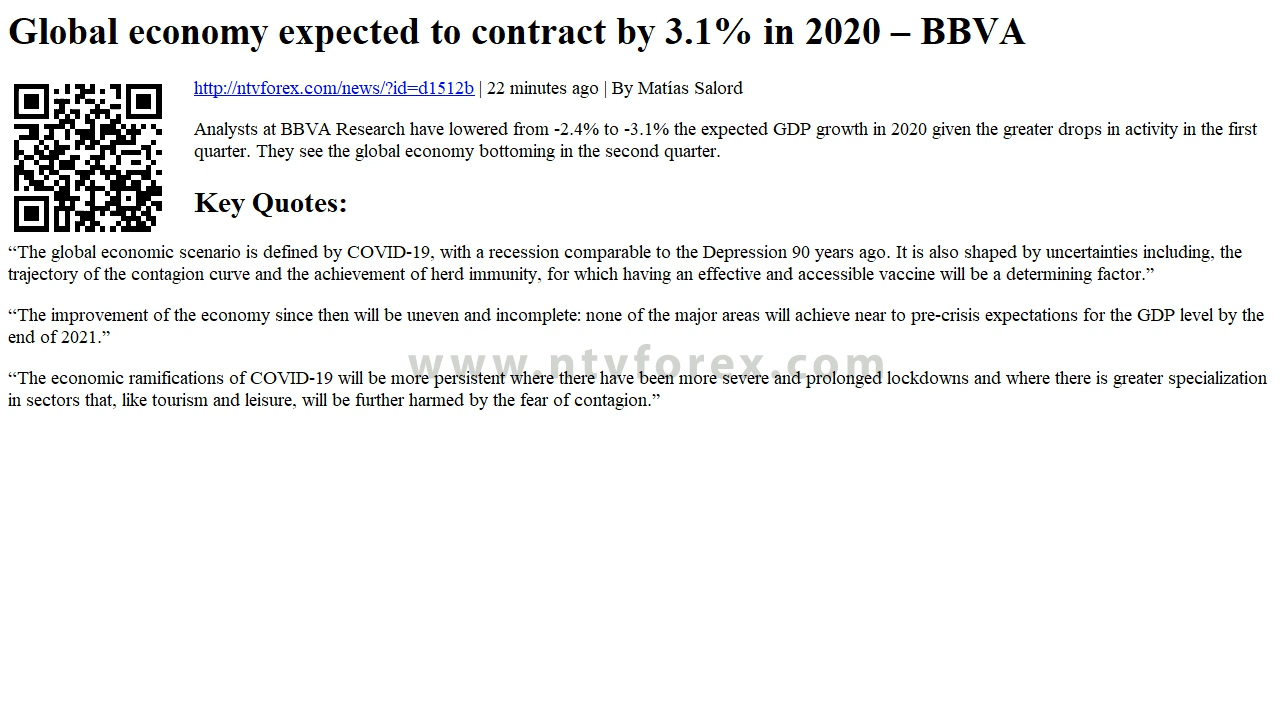 Global economy expected to contract by 3.1% in 2020 – BBVA
http://ntvforex.com/news/?id=d1512b | 22 minutes ago | By Matías Salord
Analysts at BBVA Research have lowered from -2.4% to -3.1% the expected GDP growth in 2020 given the greater drops in activity in the first
quarter. They see the global economy bottoming in the second quarter.
Key Quotes:
“The global economic scenario is defined by COVID-19, with a recession comparable to the Depression 90 years ago. It is also shaped by uncertainties including, the
trajectory of the contagion curve and the achievement of herd immunity, for which having an effective and accessible vaccine will be a determining factor.”
“The improvement of the economy since then will be uneven and incomplete: none of the major areas will achieve near to pre-crisis expectations for the GDP level by the
end of 2021.”
www.ntvforex.com
“The economic ramifications of COVID-19 will be more persistent where there have been more severe and prolonged lockdowns and where there is greater specialization
in sectors that, like tourism and leisure, will be further harmed by the fear of contagion.”